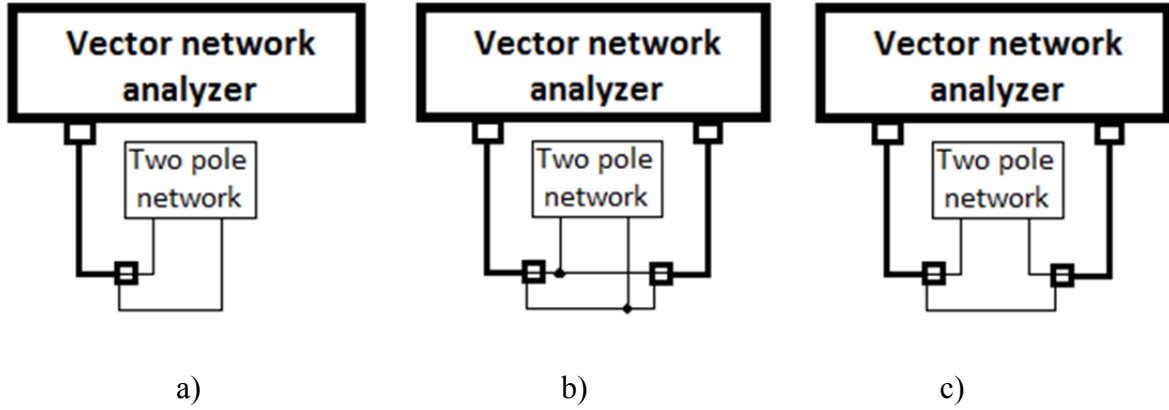 Vector network
analyzer
Two pole
network
a)
Vector network
analyzer
Two pole
network
b)
Vector network
analyzer
Two pole
network
c)